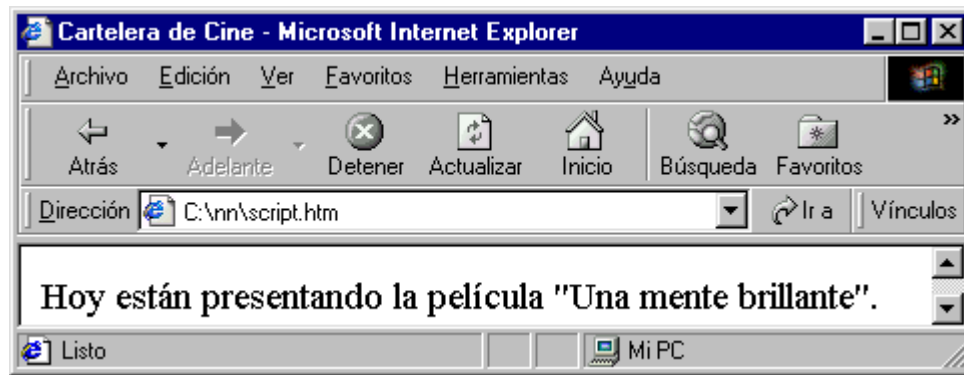 Cartelera de Cine - Microsoft Internet Explorer
Archivo Edición Ver Favoritos Herramientas Ayuda
Atrás Adelante Detener Actualizar Inicio Búsqueda Favoritos »
Dirección C:\nn\script.htm Ir a Vínculos
Hoy están presentando la película "Una mente brillante".
Listo Mi PC